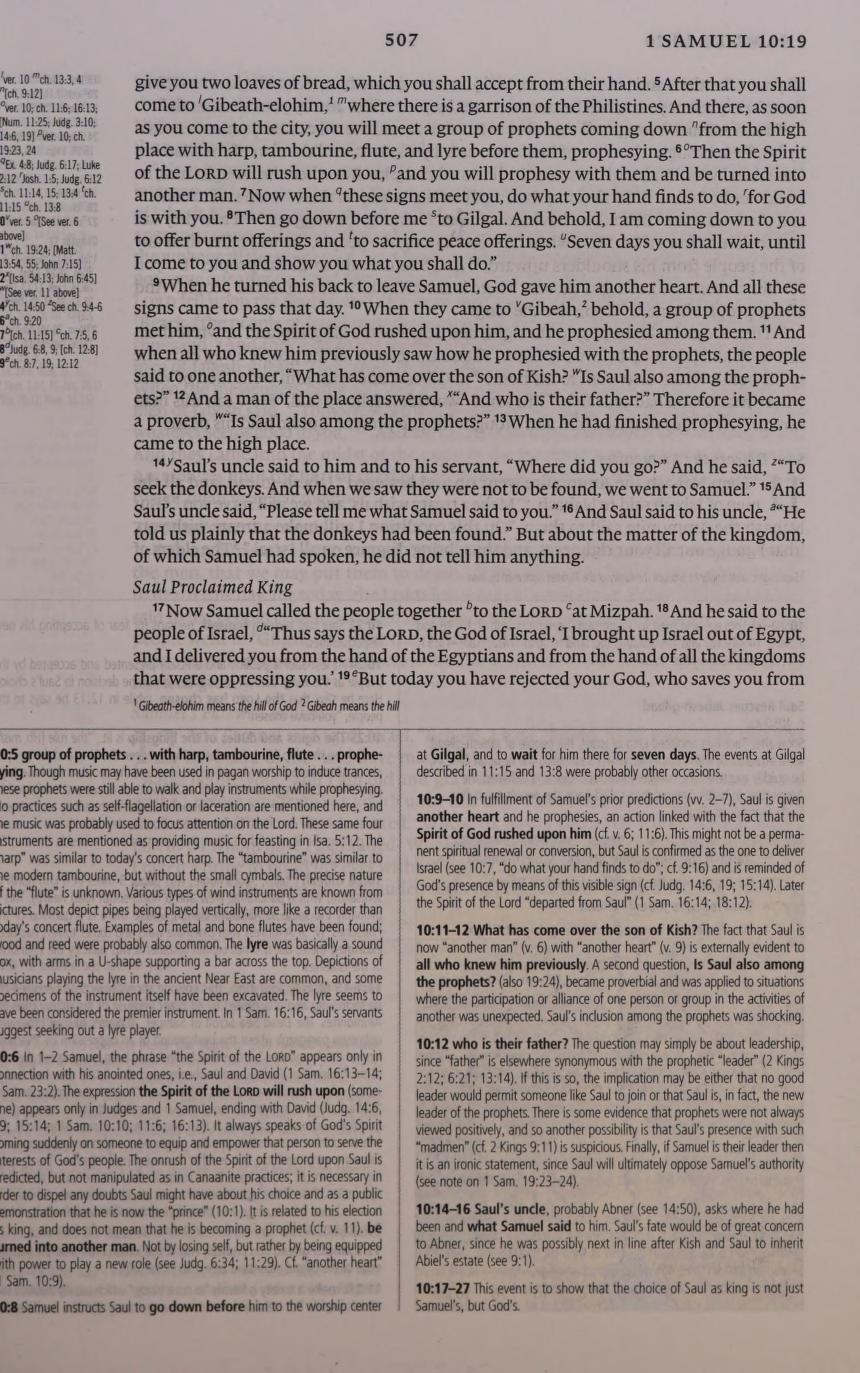 507
1 SAMUEL 10:19
ver. 10 ᵐch. 13:3, 4
ⁿ[ch. 9:12]
ᵒver. 10; ch. 11:6; 16:13;
[Num. 11:25; Judg. 3:10;
14:6, 19] ᵖver. 10; ch.
19:23, 24
Ex. 4:8; Judg. 6:17; Luke
2:12 ʳJosh. 1:5; Judg. 6:12
ˢch. 11:14, 15; 13:4 ᵗch.
11:15 ᵘch. 13:8
0ᵛver. 5 ᵒ[See ver. 6
above]
1ʷch. 19:24; [Matt.
13:54, 55; John 7:15]
2ˣ[Isa. 54:13; John 6:45]
ʷ[See ver. 11 above]
4ʸch. 14:50 ᶻSee ch. 9:4-6
6ᵃch. 9:20
7ᵇ[ch. 11:15] ᶜch. 7:5, 6
8ᵈJudg. 6:8, 9; [ch. 12:8]
9ᵉch. 8:7, 19; 12:12
give you two loaves of bread, which you shall accept from their hand. ⁵After that you shall
come to ˡGibeath-elohim,¹ ᵐwhere there is a garrison of the Philistines. And there, as soon
as you come to the city, you will meet a group of prophets coming down ⁿfrom the high
place with harp, tambourine, flute, and lyre before them, prophesying. ⁶ᵒThen the Spirit
of the LORD will rush upon you, ᵖand you will prophesy with them and be turned into
another man. ⁷Now when qthese signs meet you, do what your hand finds to do, ʳfor God
is with you. ⁸Then go down before me ˢto Gilgal. And behold, I am coming down to you
to offer burnt offerings and ᵗto sacrifice peace offerings. ᵘSeven days you shall wait, until
I come to you and show you what you shall do.”
⁹When he turned his back to leave Samuel, God gave him another heart. And all these
signs came to pass that day. ¹⁰When they came to ᵛGibeah,² behold, a group of prophets
met him, ᵒand the Spirit of God rushed upon him, and he prophesied among them. ¹¹And
when all who knew him previously saw how he prophesied with the prophets, the people
said to one another, “What has come over the son of Kish? ʷIs Saul also among the proph-
ets?” ¹²And a man of the place answered, ˣ“And who is their father?” Therefore it became
a proverb, ʷ“Is Saul also among the prophets?” ¹³When he had finished prophesying, he
came to the high place.
¹⁴ʸSaul’s uncle said to him and to his servant, “Where did you go?” And he said, ᶻ“To
seek the donkeys. And when we saw they were not to be found, we went to Samuel.” ¹⁵And
Saul’s uncle said, “Please tell me what Samuel said to you.” ¹⁶And Saul said to his uncle, ᵃ“He
told us plainly that the donkeys had been found.” But about the matter of the kingdom,
of which Samuel had spoken, he did not tell him anything.
Saul Proclaimed King
¹⁷Now Samuel called the people together ᵇto the LORD ᶜat Mizpah. ¹⁸And he said to the
people of Israel, ᵈ“Thus says the LORD, the God of Israel, ‘I brought up Israel out of Egypt,
and I delivered you from the hand of the Egyptians and from the hand of all the kingdoms
that were oppressing you.’ ¹⁹ᵉBut today you have rejected your God, who saves you from
¹ Gibeath-elohim means the hill of God ² Gibeah means the hill
0:5 group of prophets . . . with harp, tambourine, flute . . . prophe-
ying. Though music may have been used in pagan worship to induce trances,
hese prophets were still able to walk and play instruments while prophesying.
lo practices such as self-flagellation or laceration are mentioned here, and
he music was probably used to focus attention on the Lord. These same four
nstruments are mentioned as providing music for feasting in Isa. 5:12. The
harp” was similar to today’s concert harp. The “tambourine” was similar to
he modern tambourine, but without the small cymbals. The precise nature
f the “flute” is unknown. Various types of wind instruments are known from
ictures. Most depict pipes being played vertically, more like a recorder than
oday’s concert flute. Examples of metal and bone flutes have been found;
vood and reed were probably also common. The lyre was basically a sound
ox, with arms in a U-shape supporting a bar across the top. Depictions of
usicians playing the lyre in the ancient Near East are common, and some
pecimens of the instrument itself have been excavated. The lyre seems to
ave been considered the premier instrument. In 1 Sam. 16:16, Saul’s servants
uggest seeking out a lyre player.
0:6 In 1–2 Samuel, the phrase “the Spirit of the LORD” appears only in
onnection with his anointed ones, i.e., Saul and David (1 Sam. 16:13–14;
Sam. 23:2). The expression the Spirit of the LORD will rush upon (some-
ne) appears only in Judges and 1 Samuel, ending with David (Judg. 14:6,
9; 15:14; 1 Sam. 10:10; 11:6; 16:13). It always speaks of God’s Spirit
oming suddenly on someone to equip and empower that person to serve the
terests of God’s people. The onrush of the Spirit of the Lord upon Saul is
redicted, but not manipulated as in Canaanite practices; it is necessary in
rder to dispel any doubts Saul might have about his choice and as a public
emonstration that he is now the “prince” (10:1). It is related to his election
s king, and does not mean that he is becoming a prophet (cf. v. 11). be
urned into another man. Not by losing self, but rather by being equipped
ith power to play a new role (see Judg. 6:34; 11:29). Cf. “another heart”
Sam. 10:9).
0:8 Samuel instructs Saul to go down before him to the worship center
at Gilgal, and to wait for him there for seven days. The events at Gilgal
described in 11:15 and 13:8 were probably other occasions.
10:9–10 In fulfillment of Samuel’s prior predictions (vv. 2–7), Saul is given
another heart and he prophesies, an action linked with the fact that the
Spirit of God rushed upon him (cf. v. 6; 11:6). This might not be a perma-
nent spiritual renewal or conversion, but Saul is confirmed as the one to deliver
Israel (see 10:7, “do what your hand finds to do”; cf. 9:16) and is reminded of
God’s presence by means of this visible sign (cf. Judg. 14:6, 19; 15:14). Later
the Spirit of the Lord “departed from Saul” (1 Sam. 16:14; 18:12).
10:11–12 What has come over the son of Kish? The fact that Saul is
now “another man” (v. 6) with “another heart” (v. 9) is externally evident to
all who knew him previously. A second question, Is Saul also among
the prophets? (also 19:24), became proverbial and was applied to situations
where the participation or alliance of one person or group in the activities of
another was unexpected. Saul’s inclusion among the prophets was shocking.
10:12 who is their father? The question may simply be about leadership,
since “father” is elsewhere synonymous with the prophetic “leader” (2 Kings
2:12; 6:21; 13:14). If this is so, the implication may be either that no good
leader would permit someone like Saul to join or that Saul is, in fact, the new
leader of the prophets. There is some evidence that prophets were not always
viewed positively, and so another possibility is that Saul’s presence with such
“madmen” (cf. 2 Kings 9:11) is suspicious. Finally, if Samuel is their leader then
it is an ironic statement, since Saul will ultimately oppose Samuel’s authority
(see note on 1 Sam. 19:23–24).
10:14–16 Saul’s uncle, probably Abner (see 14:50), asks where he had
been and what Samuel said to him. Saul’s fate would be of great concern
to Abner, since he was possibly next in line after Kish and Saul to inherit
Abiel’s estate (see 9:1).
10:17–27 This event is to show that the choice of Saul as king is not just
Samuel’s, but God’s.